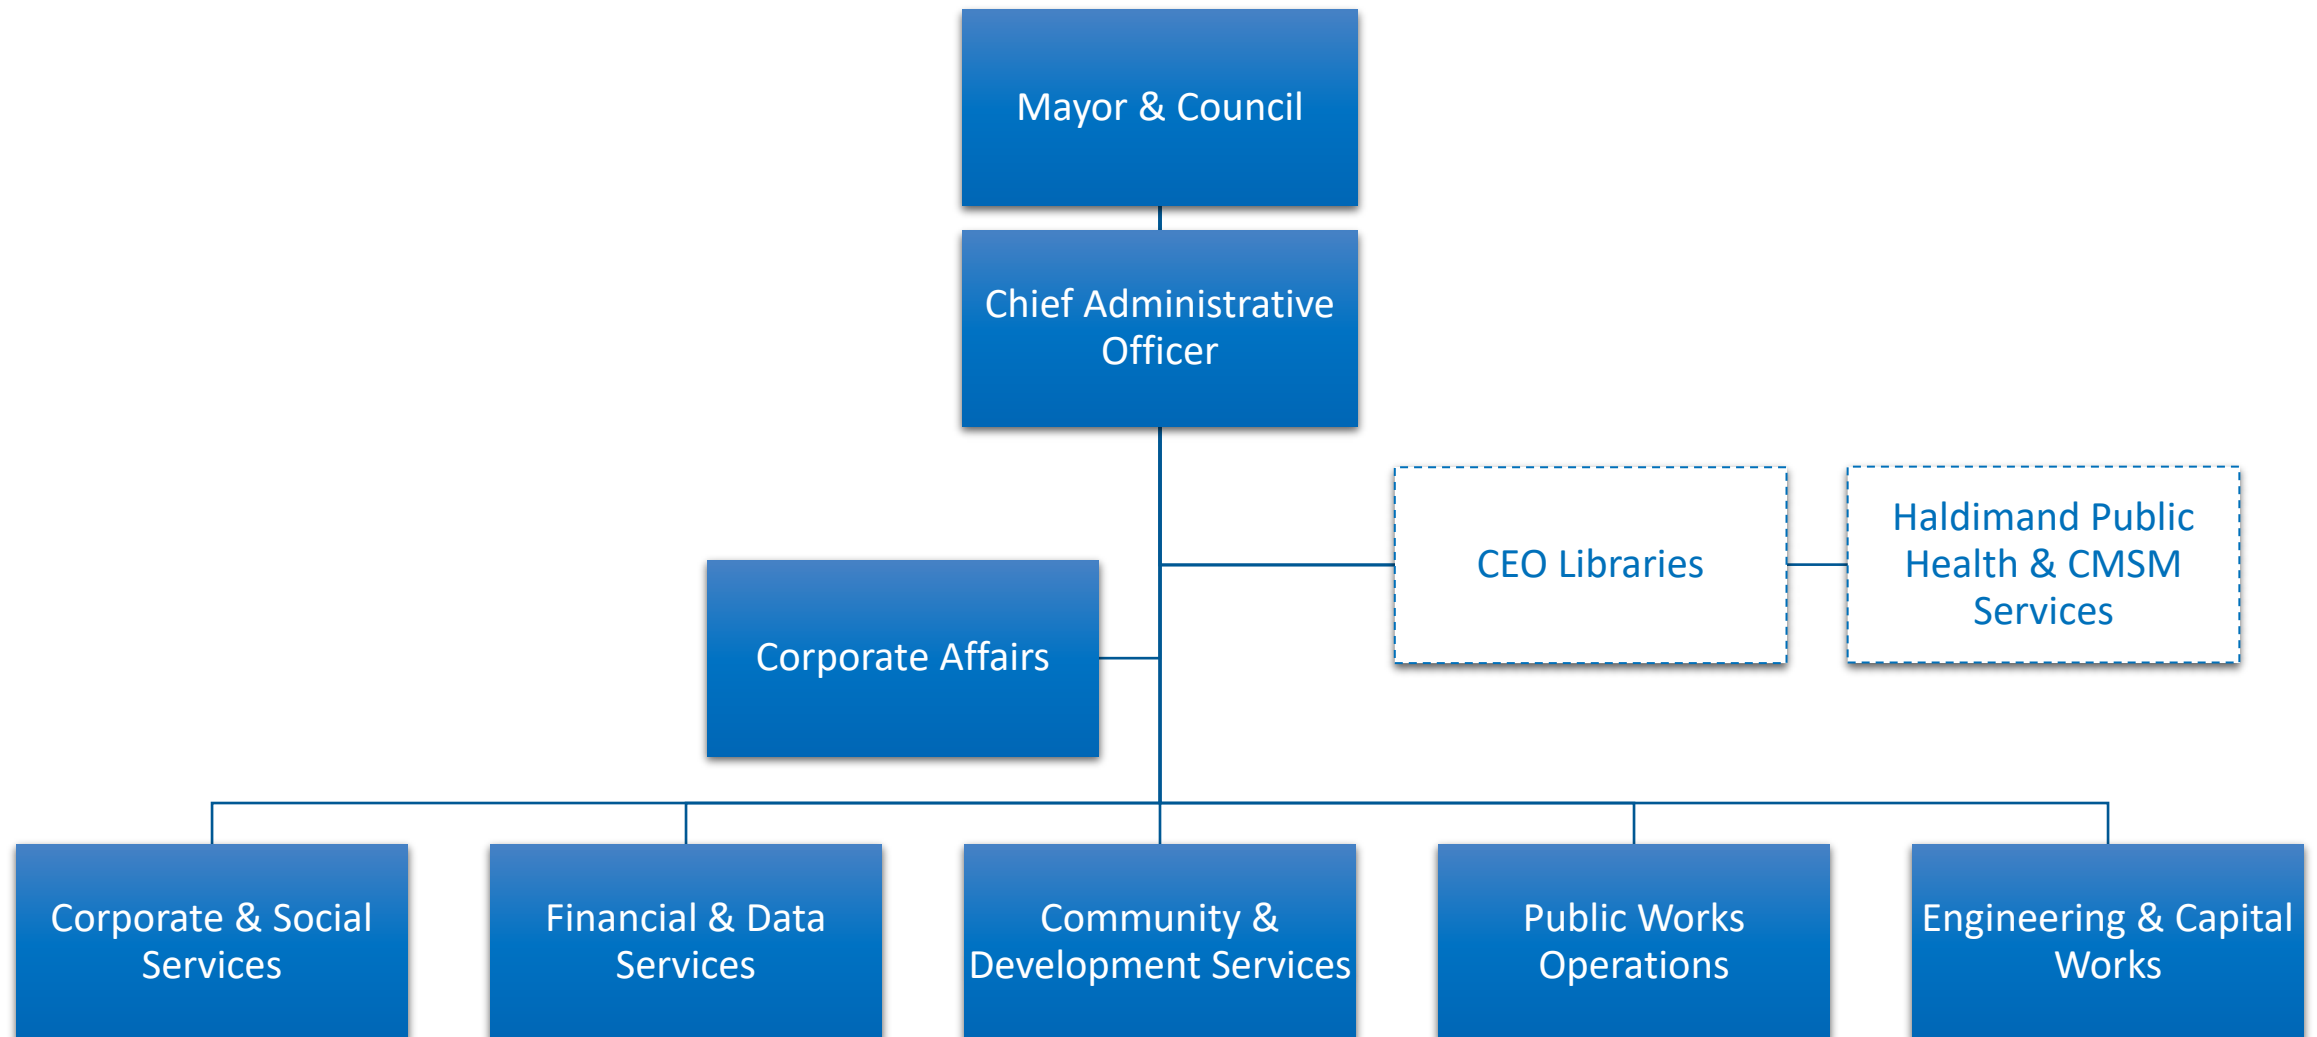 Mayor & Council
Chief Administrative
Officer
CEO Libraries
Haldimand Public
Health & CMSM
Services
Corporate Affairs
Corporate & Social
Services
Financial & Data
Services
Community &
Development Services
Public Works
Operations
Engineering & Capital
Works